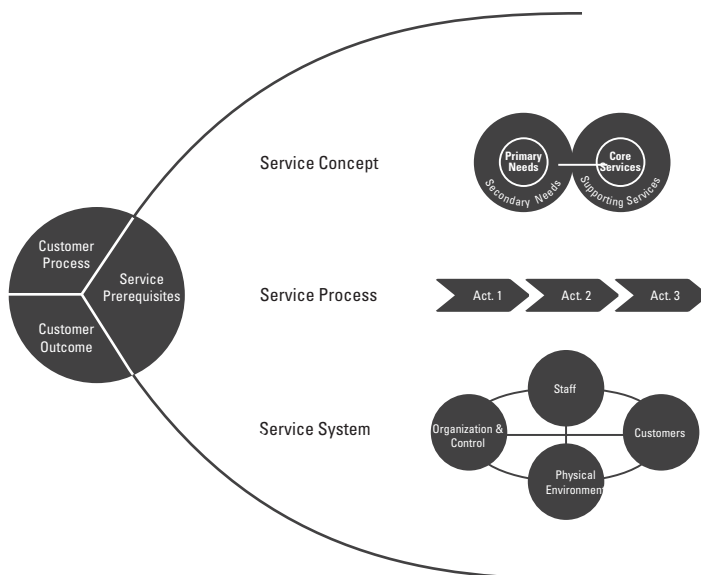 Service Concept
Primary
Needs
Secondary Needs
Core
Services
Supporting Services
Customer
Process
Service
Prerequisites
Customer
Outcome
Service Process
Act. 1
Act. 2
Act. 3
Service System
Staff
Organization &
Control
Customers
Physical
Environment